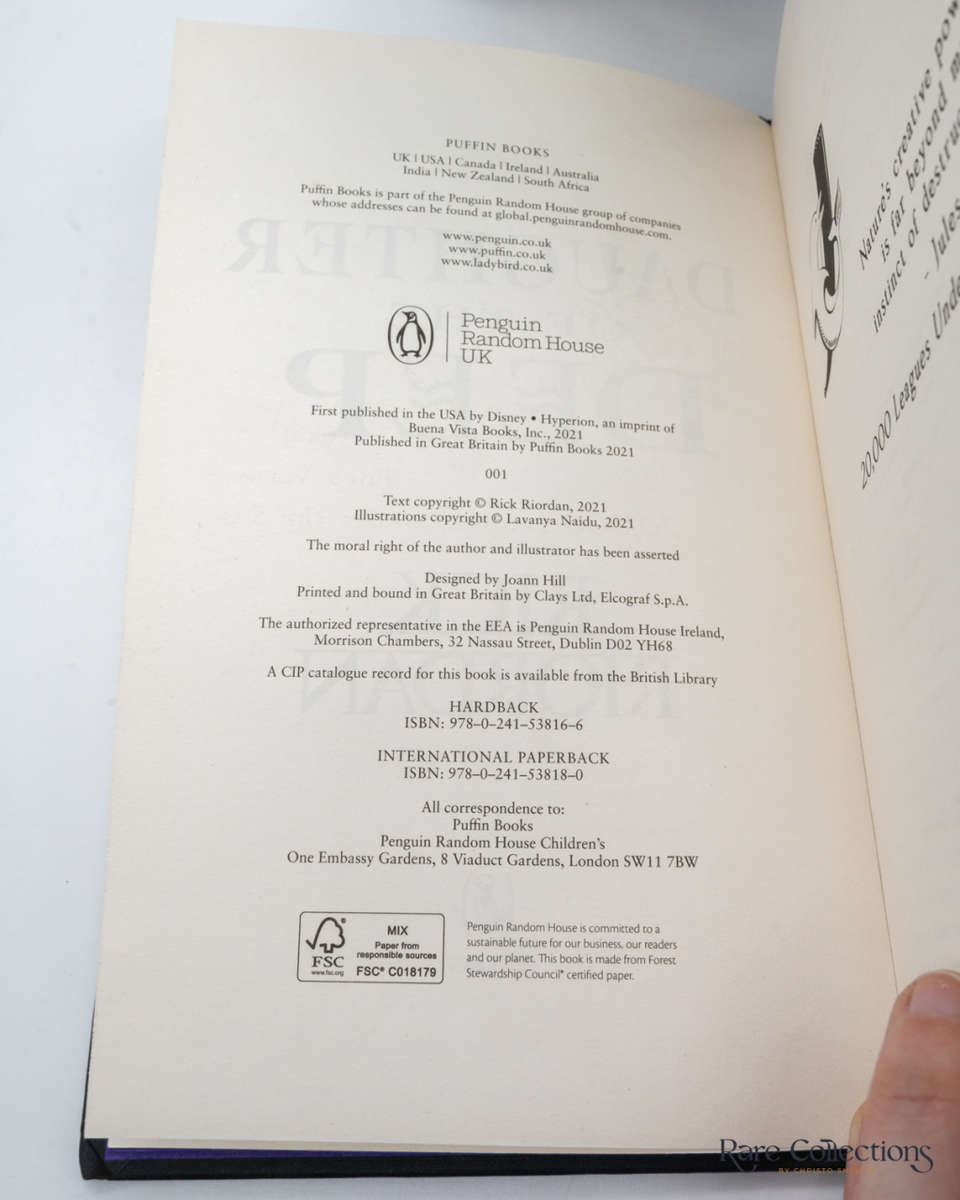 PUFFIN BOOKS
UK | USA | Canada | Ireland | Australia
India | New Zealand | South Africa
Puffin Books is part of the Penguin Random House group of companies
whose addresses can be found at global.penguinrandomhouse.com.
www.penguin.co.uk
www.puffin.co.uk
www.ladybird.co.uk
Penguin
Random House
UK
First published in the USA by Disney • Hyperion, an imprint of
Buena Vista Books, Inc., 2021
Published in Great Britain by Puffin Books 2021
001
Text copyright © Rick Riordan, 2021
Illustrations copyright © Lavanya Naidu, 2021
The moral right of the author and illustrator has been asserted
Designed by Joann Hill
Printed and bound in Great Britain by Clays Ltd, Elcograf S.p.A.
The authorized representative in the EEA is Penguin Random House Ireland,
Morrison Chambers, 32 Nassau Street, Dublin D02 YH68
A CIP catalogue record for this book is available from the British Library
HARDBACK
ISBN: 978–0–241–53816–6
INTERNATIONAL PAPERBACK
ISBN: 978–0–241–53818–0
All correspondence to:
Puffin Books
Penguin Random House Children's
One Embassy Gardens, 8 Viaduct Gardens, London SW11 7BW
FSC®
www.fsc.org
MIX
Paper from
responsible sources
FSC® C018179
Penguin Random House is committed to a
sustainable future for our business, our readers
and our planet. This book is made from Forest
Stewardship Council® certified paper.
Nature's creative
is far beyond
instinct of
- Jules
20,000 Leagues
Rare Collections
BY CHRISTO